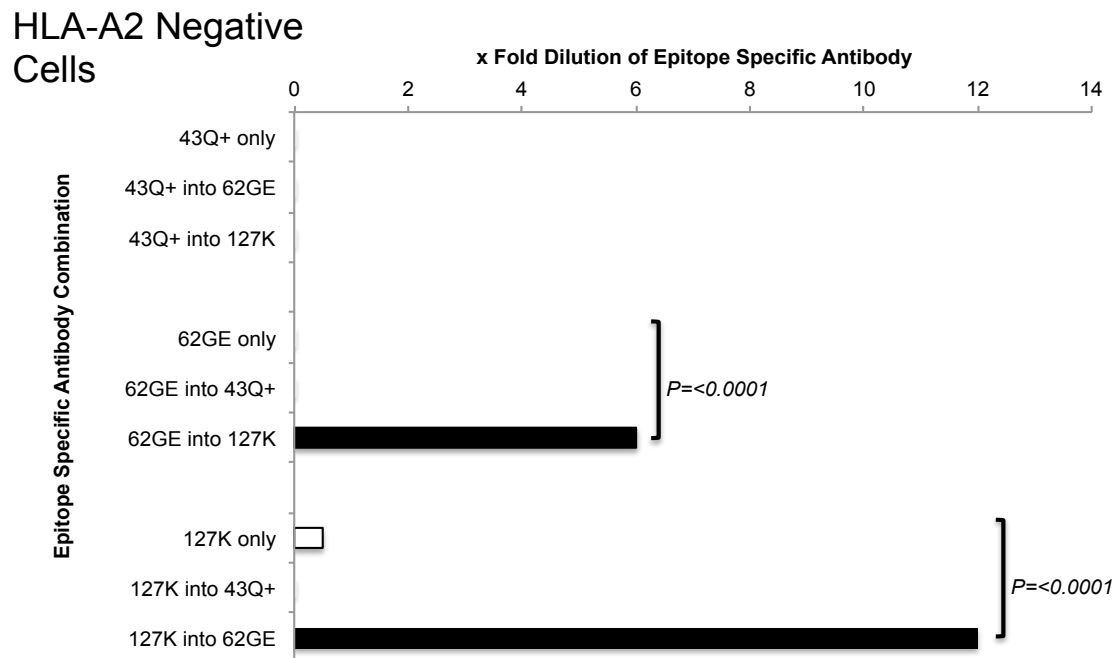 HLA-A2 Negative
Cells
x Fold Dilution of Epitope Specific Antibody
0 2 4 6 8 10 12 14
Epitope Specific Antibody Combination
43Q+ only
43Q+ into 62GE
43Q+ into 127K
62GE only
62GE into 43Q+
P=<0.0001
62GE into 127K
127K only
127K into 43Q+
P=<0.0001
127K into 62GE